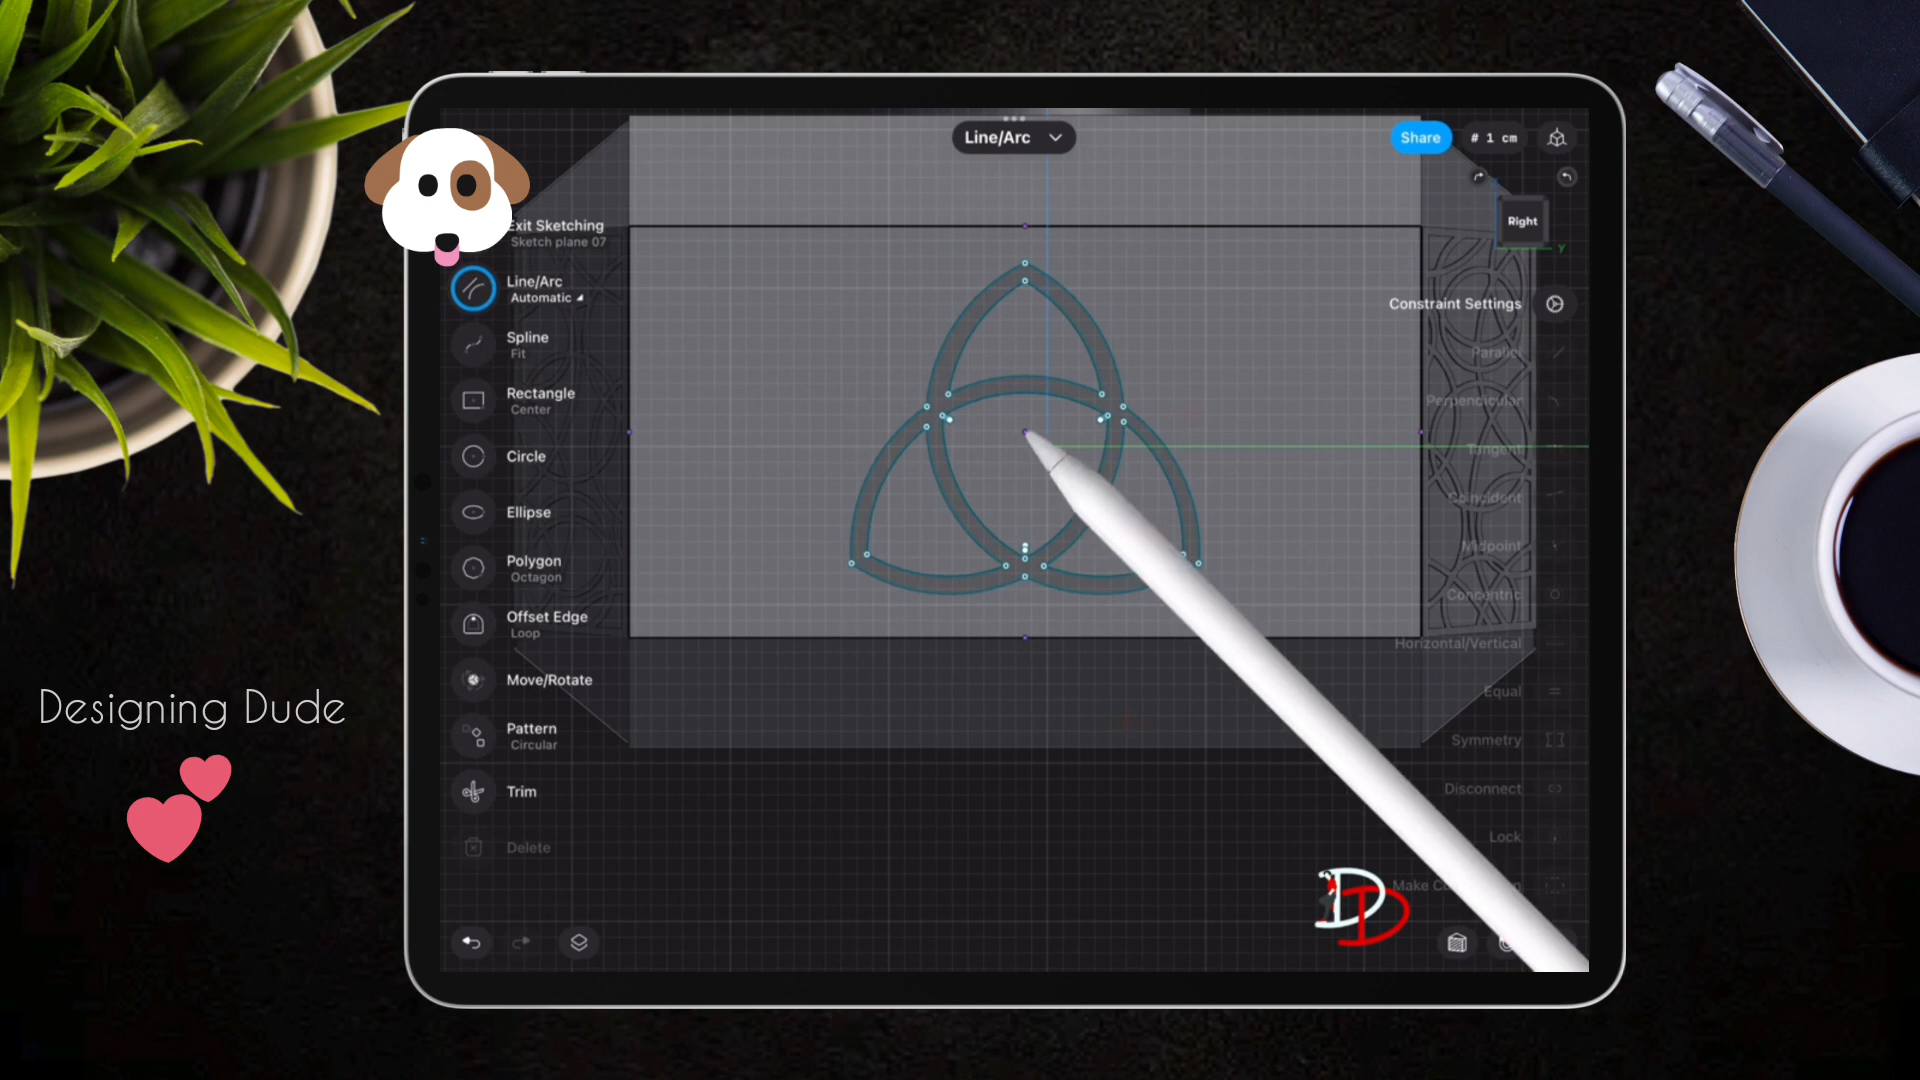 Line/Arc
Share
# 1 cm
Right
y
Exit Sketching
Sketch plane 07
Line/Arc
Automatic
Spline
Fit
Rectangle
Center
Circle
Ellipse
Polygon
Octagon
Offset Edge
Loop
Move/Rotate
Pattern
Circular
Trim
Delete
Constraint Settings
Parallel
Perpendicular
Tangent
Coincident
Midpoint
Concentric
Horizontal/Vertical
Equal
Symmetry
Disconnect
Lock
Make
Designing Dude
DD